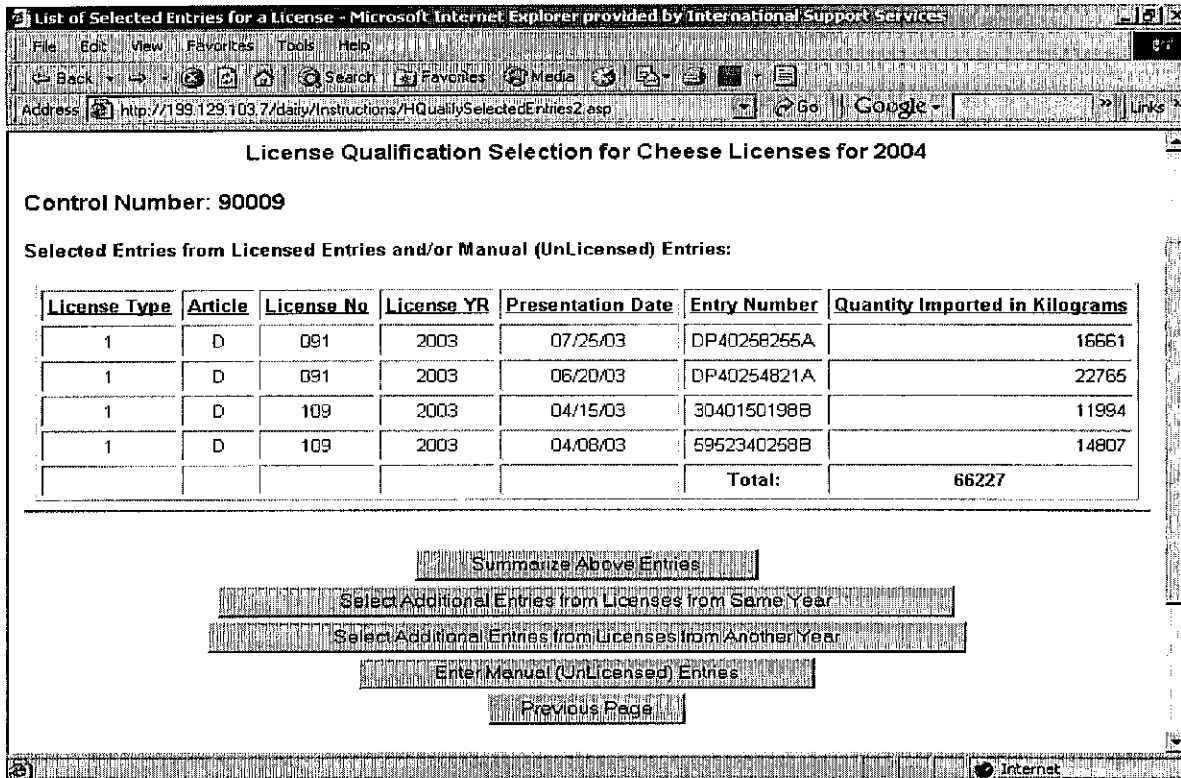 List of Selected Entries for a License - Microsoft Internet Explorer provided by International Support Services
File Edit View Favorites Tools Help
Back Search Favorites Media
Address http://199.129.103.7/daily/Instructions/HQualifySelectedEntries2.asp Go Google Links
License Qualification Selection for Cheese Licenses for 2004
Control Number: 90009
Selected Entries from Licensed Entries and/or Manual (UnLicensed) Entries:
License Type Article License No License YR Presentation Date Entry Number Quantity Imported in Kilograms
1 D 091 2003 07/25/03 DP40258255A 16661
1 D 091 2003 06/20/03 DP40254821A 22765
1 D 109 2003 04/15/03 3040150198B 11994
1 D 109 2003 04/08/03 5952340258B 14807
Total: 66227
Summarize Above Entries
Select Additional Entries from Licenses from Same Year
Select Additional Entries from Licenses from Another Year
Enter Manual (UnLicensed) Entries
Previous Page
Internet